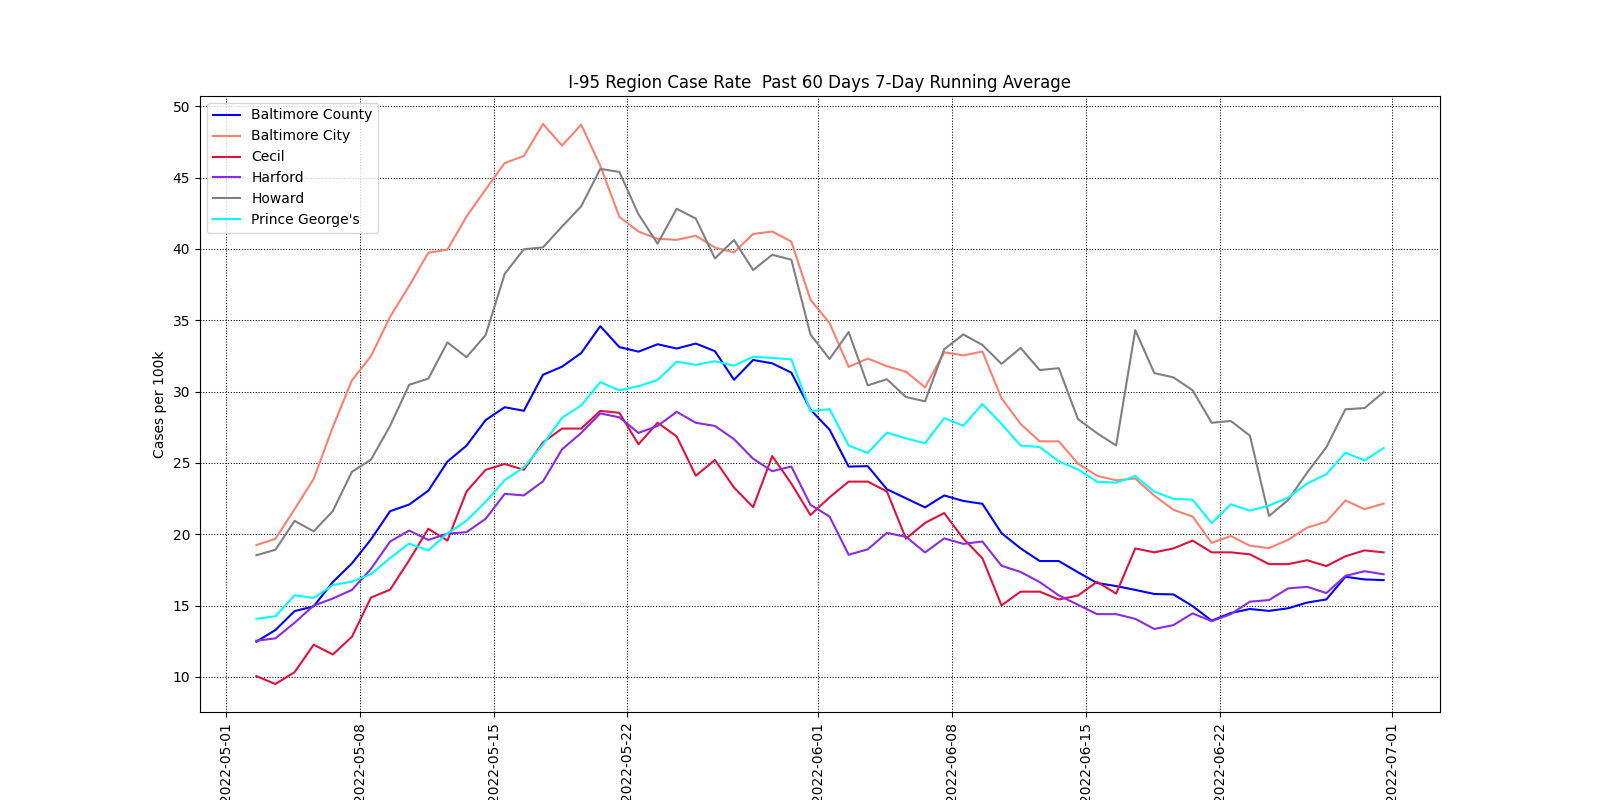 I-95 Region Case Rate  Past 60 Days 7-Day Running Average
Cases per 100k
50
45
40
35
30
25
20
15
10
Baltimore County
Baltimore City
Cecil
Harford
Howard
Prince George's
2022-05-01
2022-05-08
2022-05-15
2022-05-22
2022-06-01
2022-06-08
2022-06-15
2022-06-22
2022-07-01